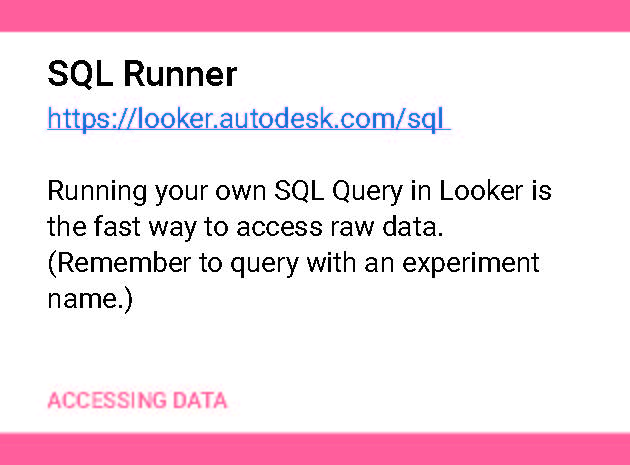 SQL Runner
https://looker.autodesk.com/sql
Running your own SQL Query in Looker is
the fast way to access raw data.
(Remember to query with an experiment
name.)
ACCESSING DATA